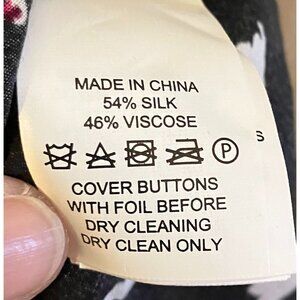 MADE IN CHINA
54% SILK
46% VISCOSE
P
S
COVER BUTTONS
WITH FOIL BEFORE
DRY CLEANING
DRY CLEAN ONLY